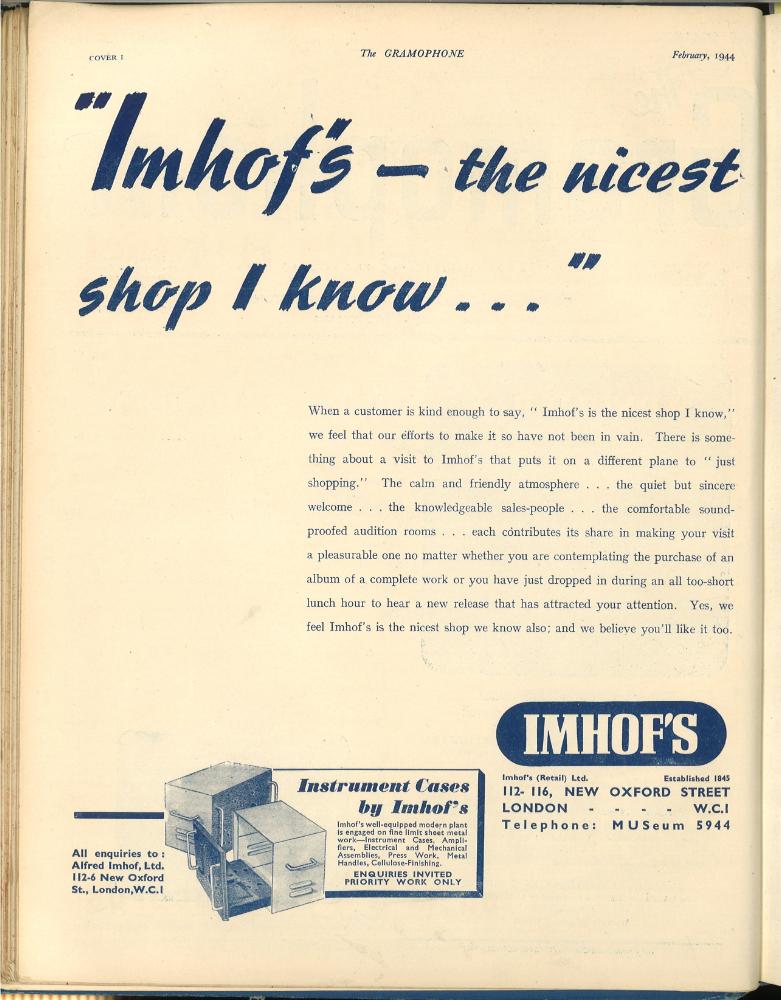 COVER I
The GRAMOPHONE
February, 1944
"Imhof's — the nicest
shop I know . . . "
When a customer is kind enough to say, " Imhof's is the nicest shop I know,"
we feel that our efforts to make it so have not been in vain. There is some-
thing about a visit to Imhof's that puts it on a different plane to " just
shopping." The calm and friendly atmosphere . . . the quiet but sincere
welcome . . . the knowledgeable sales-people . . . the comfortable sound-
proofed audition rooms . . . each contributes its share in making your visit
a pleasurable one no matter whether you are contemplating the purchase of an
album of a complete work or you have just dropped in during an all too-short
lunch hour to hear a new release that has attracted your attention. Yes, we
feel Imhof's is the nicest shop we know also; and we believe you'll like it too.
IMHOF'S
Imhof's (Retail) Ltd. Established 1845
112-116, NEW OXFORD STREET
LONDON - - - - W.C.1
Telephone: MUSeum 5944
Instrument Cases
by Imhof's
Imhof's well-equipped modern plant
is engaged on fine limit sheet metal
work—Instrument Cases, Ampli-
fiers, Electrical and Mechanical
Assemblies, Press Work, Metal
Handles, Cellulose-Finishing.
ENQUIRIES INVITED
PRIORITY WORK ONLY
All enquiries to :
Alfred Imhof, Ltd.
112-6 New Oxford
St., London, W.C.1